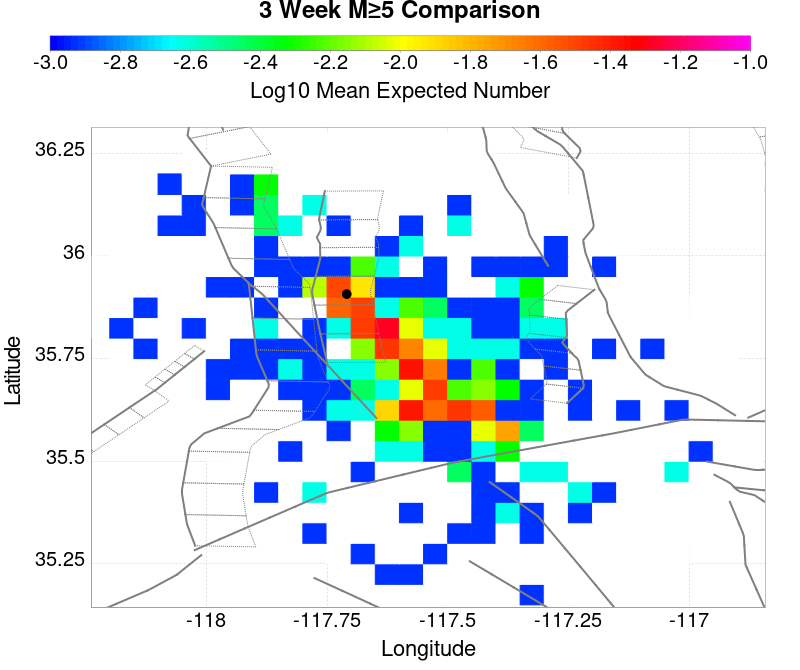 3 Week M≥5 Comparison
-3.0 -2.8 -2.6 -2.4 -2.2 -2.0 -1.8 -1.6 -1.4 -1.2 -1.0
Log10 Mean Expected Number
36.25
36
35.75
35.5
35.25
Latitude
-118 -117.75 -117.5 -117.25 -117
Longitude